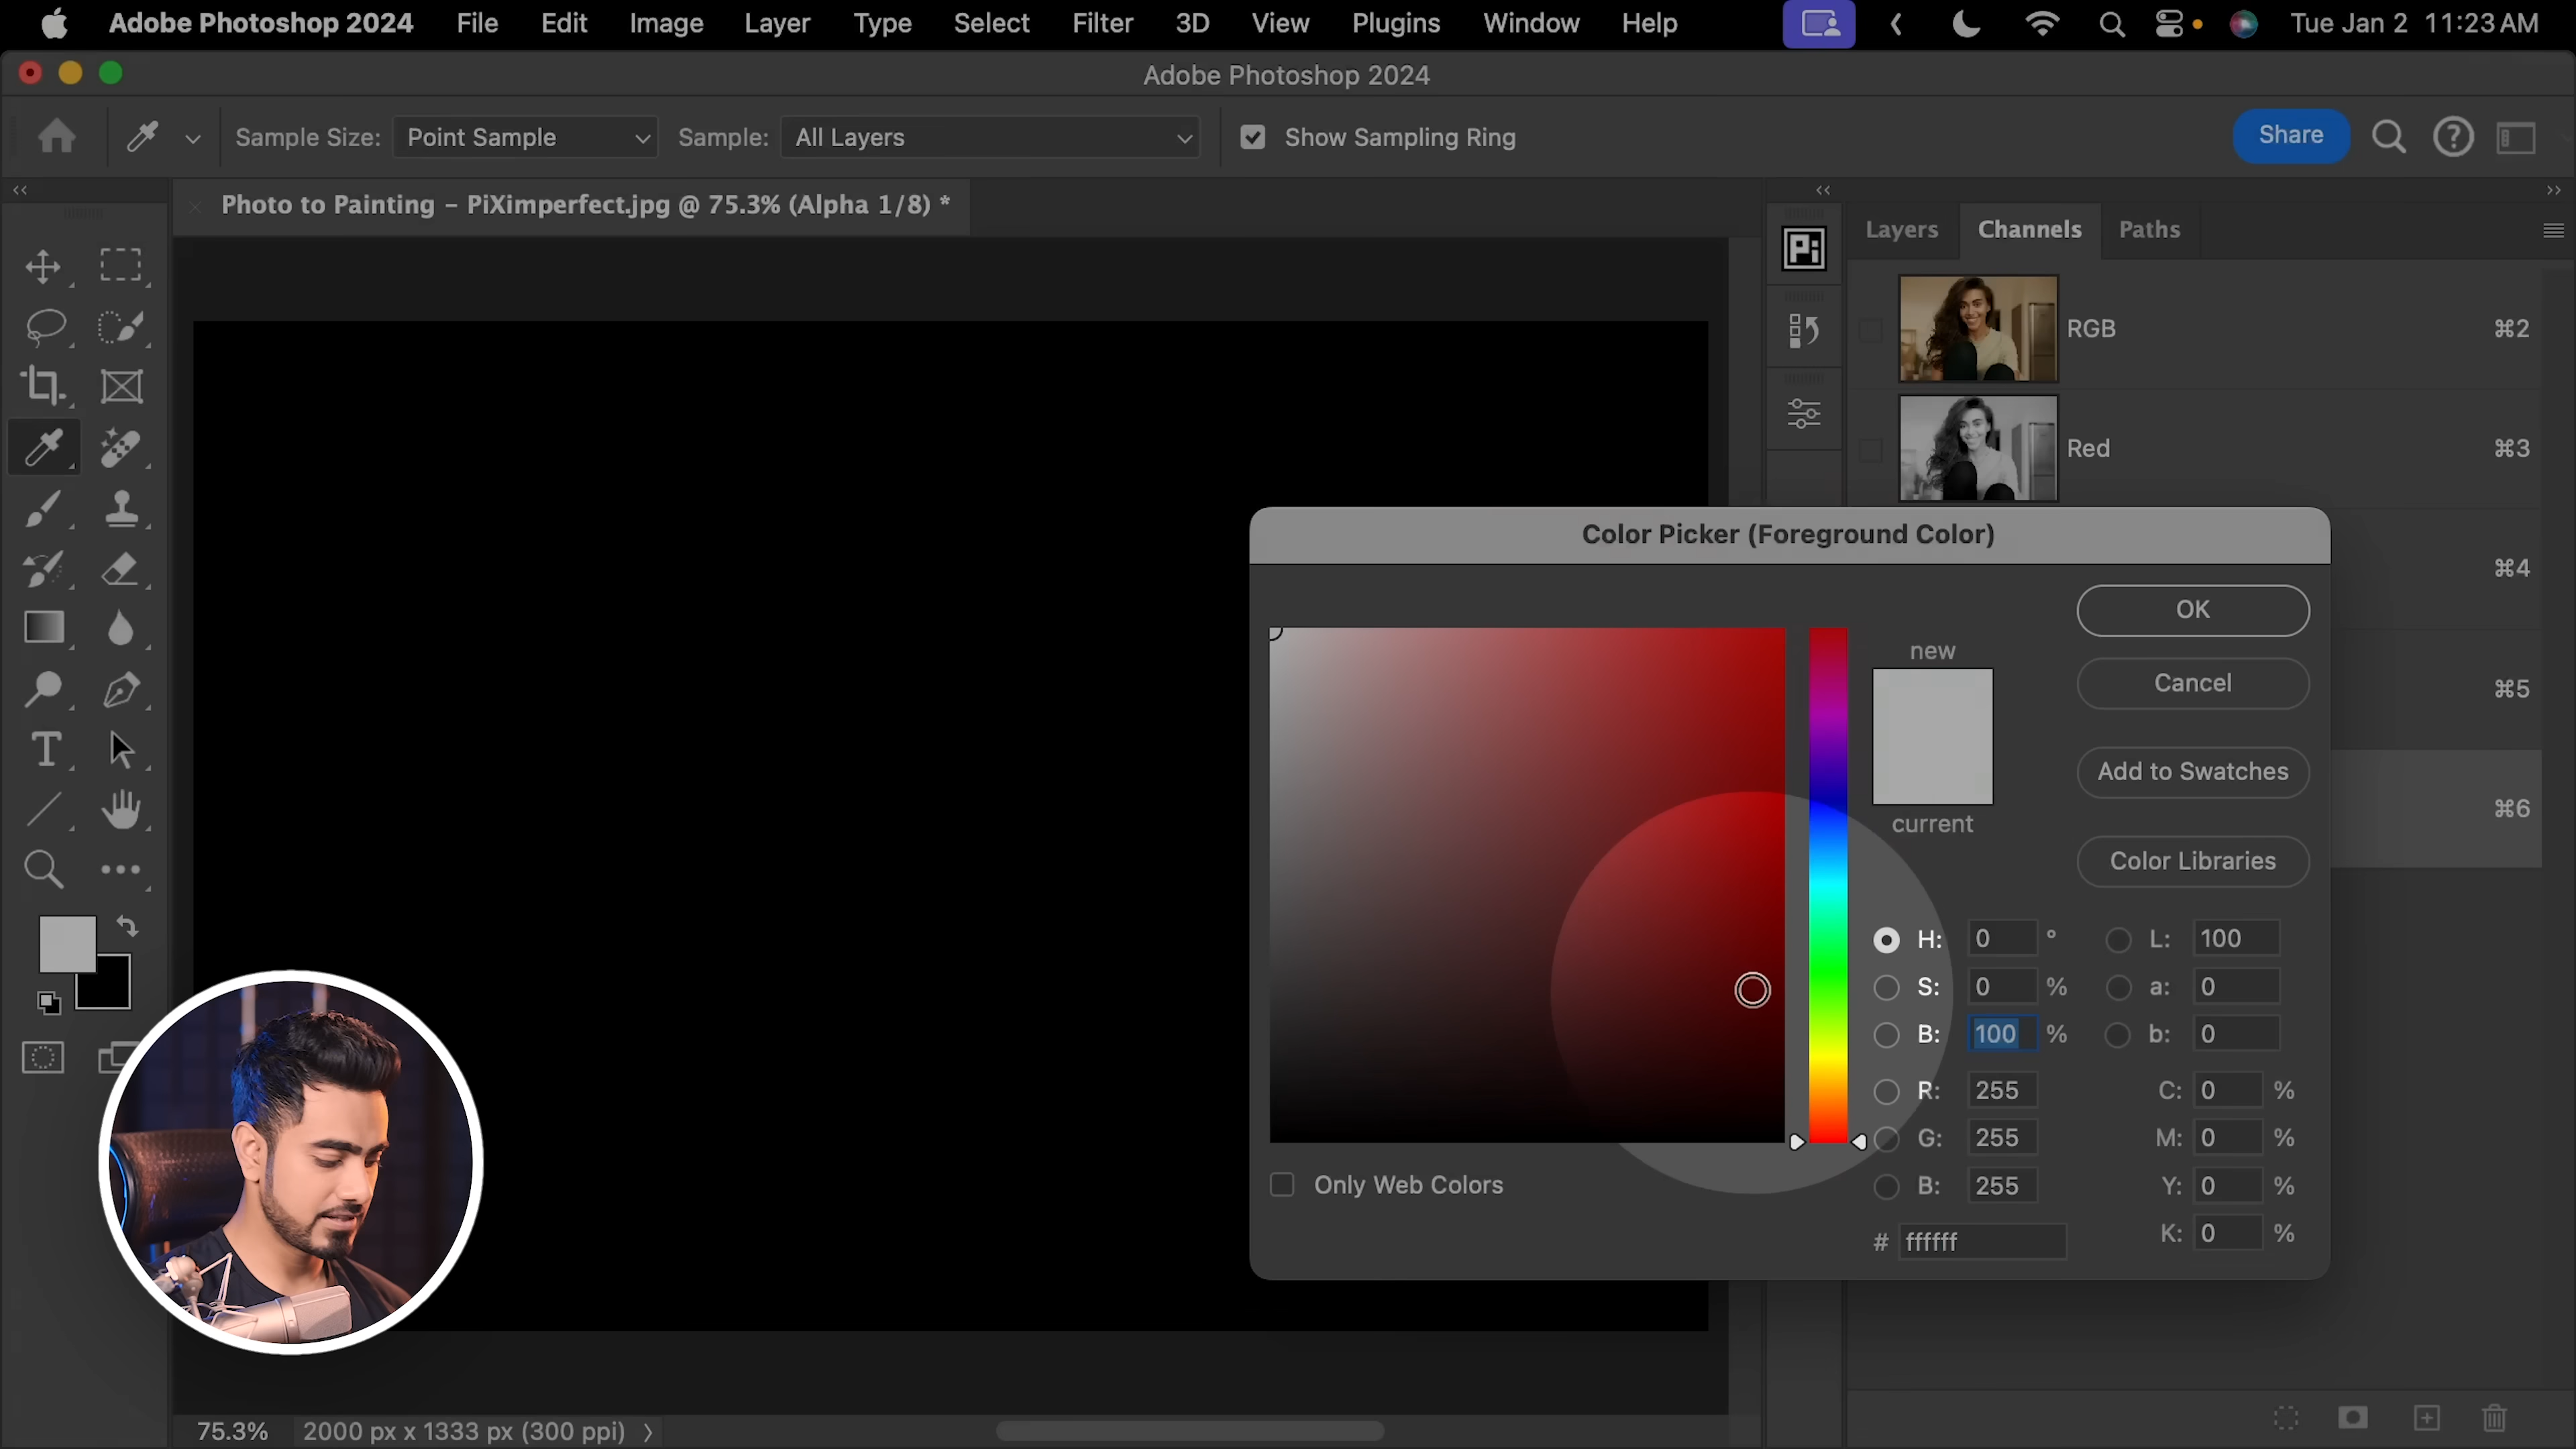 Adobe Photoshop 2024 File Edit Image Layer Type Select Filter 3D View Plugins Window Help Tue Jan 2 11:23 AM
Adobe Photoshop 2024
Sample Size: Point Sample Sample: All Layers Show Sampling Ring Share
Photo to Painting – PiXimperfect.jpg @ 75.3% (Alpha 1/8) *
Pi
Layers Channels Paths
RGB ⌘2
Red ⌘3
⌘4
⌘5
⌘6
Color Picker (Foreground Color)
new
current
OK
Cancel
Add to Swatches
Color Libraries
H: 0 ° L: 100
S: 0 % a: 0
B: 100 % b: 0
R: 255 C: 0 %
G: 255 M: 0 %
B: 255 Y: 0 %
# ffffff K: 0 %
Only Web Colors
75.3% 2000 px x 1333 px (300 ppi)